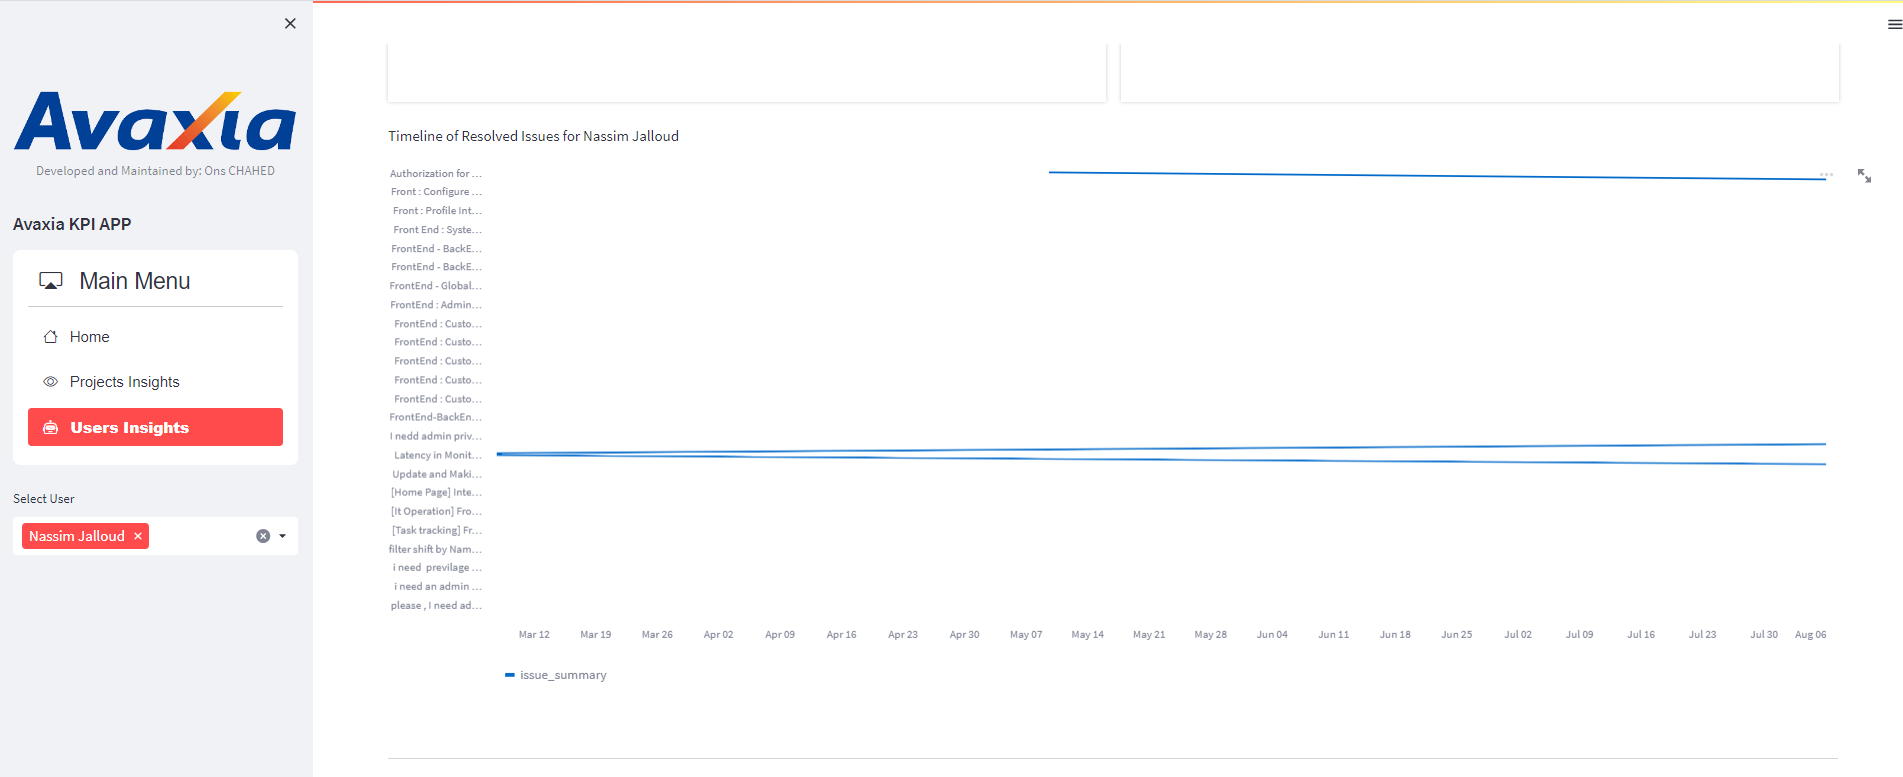 Avaxia
Developed and Maintained by: Ons CHAHED
Avaxia KPI APP
Main Menu
Home
Projects Insights
Users Insights
Select User
Nassim Jalloud
Timeline of Resolved Issues for Nassim Jalloud
Authorization for ...
Front : Configure ...
Front : Profile Int...
Front End : Syste...
FrontEnd - BackE...
FrontEnd - BackE...
FrontEnd - Global...
FrontEnd : Admin...
FrontEnd : Custo...
FrontEnd : Custo...
FrontEnd : Custo...
FrontEnd : Custo...
FrontEnd : Custo...
FrontEnd-BackEn...
I nedd admin priv...
Latency in Monit...
Update and Maki...
[Home Page] Inte...
[It Operation] Fro...
[Task tracking] Fr...
filter shift by Nam...
i need  previlage ...
i need an admin ...
please , I need ad...
Mar 12 Mar 19 Mar 26 Apr 02 Apr 09 Apr 16 Apr 23 Apr 30 May 07 May 14 May 21 May 28 Jun 04 Jun 11 Jun 18 Jun 25 Jul 02 Jul 09 Jul 16 Jul 23 Jul 30 Aug 06
issue_summary